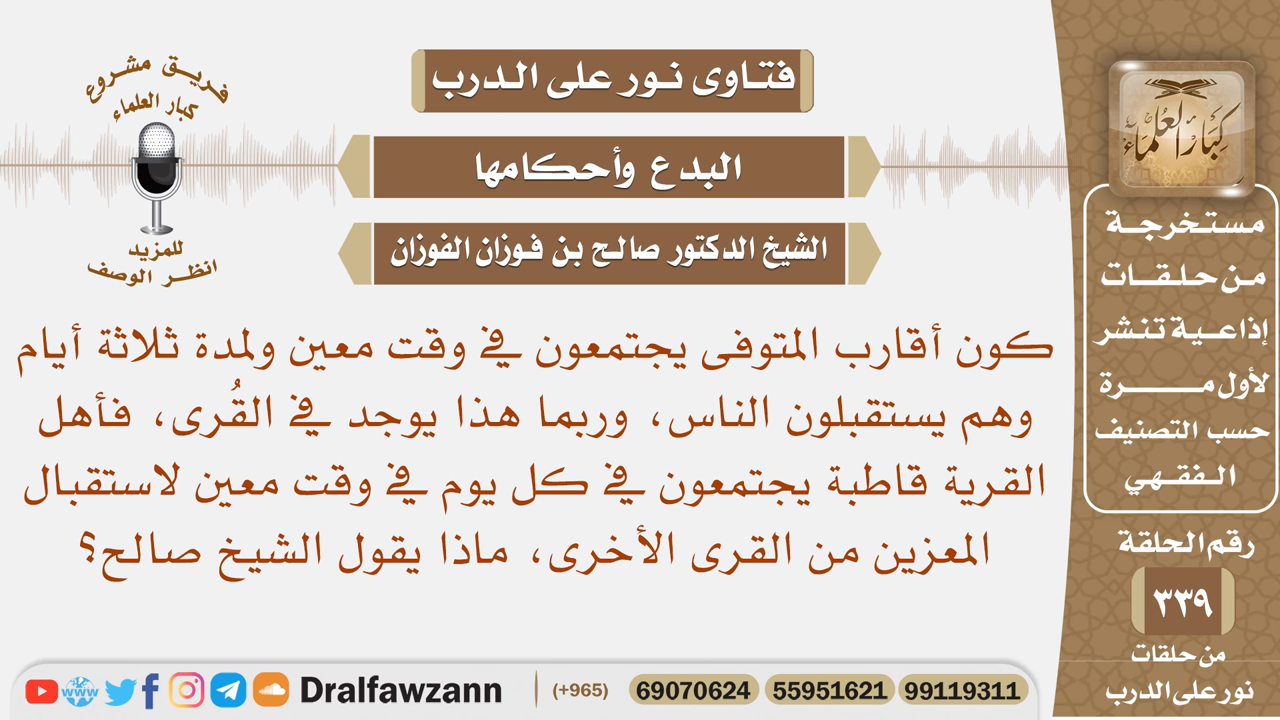 فريق مشروع
كبار العلماء
للمزيد
انظر الوصف
فتاوى نور على الدرب
البدع وأحكامها
الشيخ الدكتور صالح بن فوزان الفوزان
كون أقارب المتوفى يجتمعون في وقت معين ولمدة ثلاثة أيام
وهم يستقبلون الناس، وربما هذا يوجد في القُرى، فأهل
القرية قاطبة يجتمعون في كل يوم في وقت معين لاستقبال
المعزين من القرى الأخرى، ماذا يقول الشيخ صالح؟
كِبَارُ العُلَمَاء
مستخرجة
من حلقات
إذاعية تنشر
لأول مرة
حسب التصنيف
الفقهي
رقم الحلقة
٣٣٩
من حلقات
نور على الدرب
www Dralfawzann (+965) 69070624 55951621 99119311